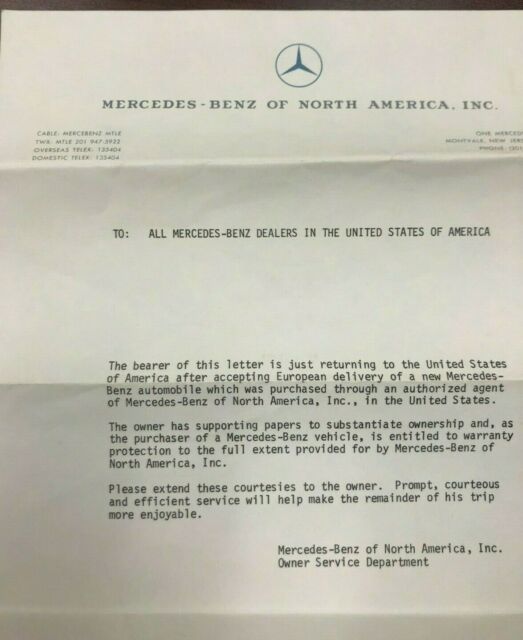 MERCEDES-BENZ OF NORTH AMERICA, INC.
CABLE: MERCEBENZ MTLE
TWX: MTLE 201 947-5922
OVERSEAS TELEX: 135404
DOMESTIC TELEX: 135404
ONE MERCED
MONTVALE, NEW JER
PHONE: (201
TO: ALL MERCEDES-BENZ DEALERS IN THE UNITED STATES OF AMERICA
The bearer of this letter is just returning to the United States
of America after accepting European delivery of a new Mercedes-
Benz automobile which was purchased through an authorized agent
of Mercedes-Benz of North America, Inc., in the United States.
The owner has supporting papers to substantiate ownership and, as
the purchaser of a Mercedes-Benz vehicle, is entitled to warranty
protection to the full extent provided for by Mercedes-Benz of
North America, Inc.
Please extend these courtesies to the owner. Prompt, courteous
and efficient service will help make the remainder of his trip
more enjoyable.
Mercedes-Benz of North America, Inc.
Owner Service Department